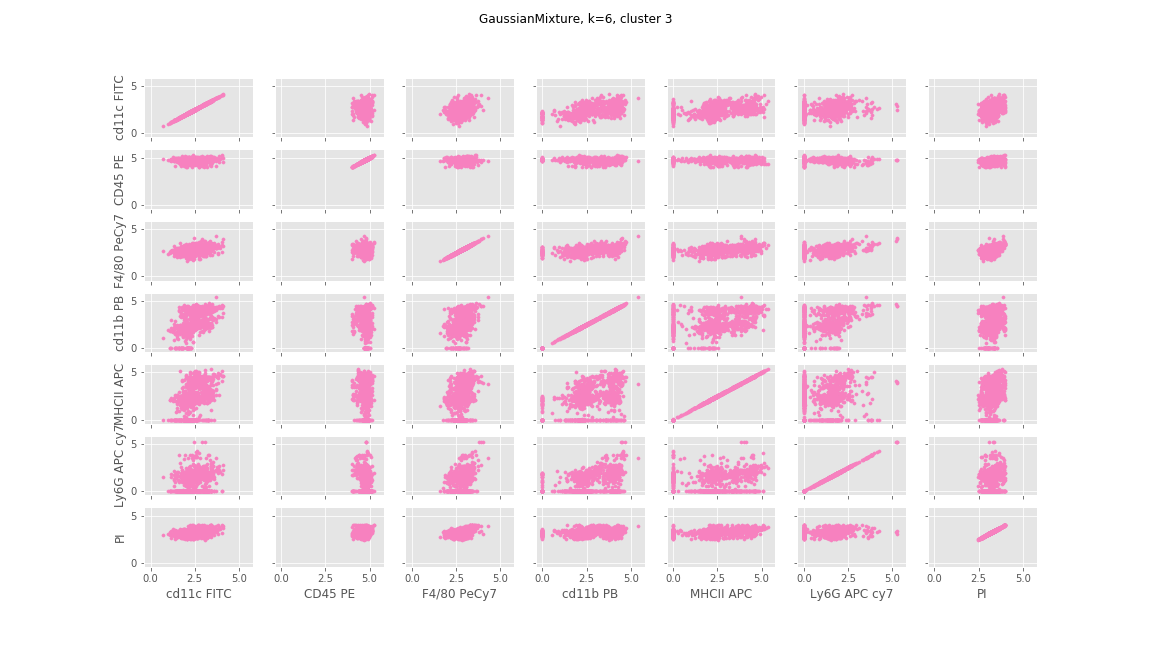 GaussianMixture, k=6, cluster 3
cd11c FITC
5
0
CD45 PE
5
0
F4/80 PeCy7
5
0
cd11b PB
5
0
MHCII APC
5
0
Ly6G APC cy7
5
0
PI
5
0
0.0 2.5 5.0 0.0 2.5 5.0 0.0 2.5 5.0 0.0 2.5 5.0 0.0 2.5 5.0 0.0 2.5 5.0 0.0 2.5 5.0
cd11c FITC CD45 PE F4/80 PeCy7 cd11b PB MHCII APC Ly6G APC cy7 PI